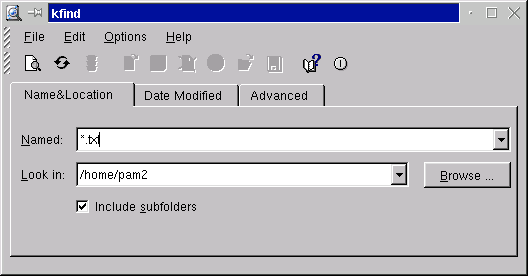 kfind
File Edit Options Help
Name&Location Date Modified Advanced
Named: *.txt
Look in: /home/pam2 Browse ...
Include subfolders